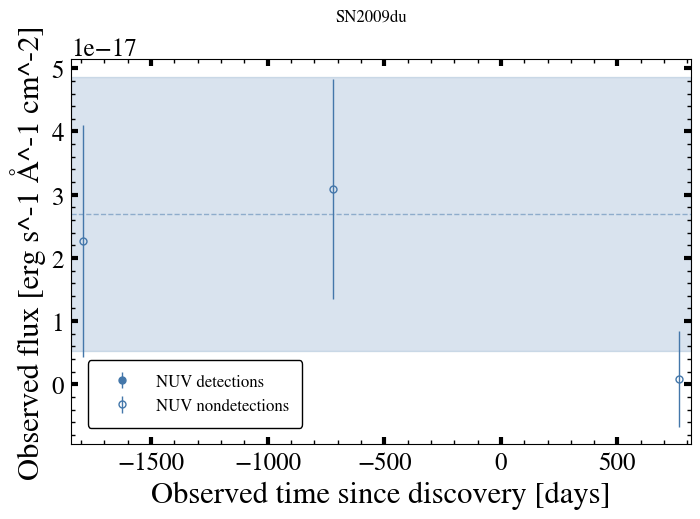 SN2009du
1e−17
Observed flux [erg s^-1 Å^-1 cm^-2]
5
4
3
2
1
0
NUV detections
NUV nondetections
−1500 −1000 −500 0 500
Observed time since discovery [days]